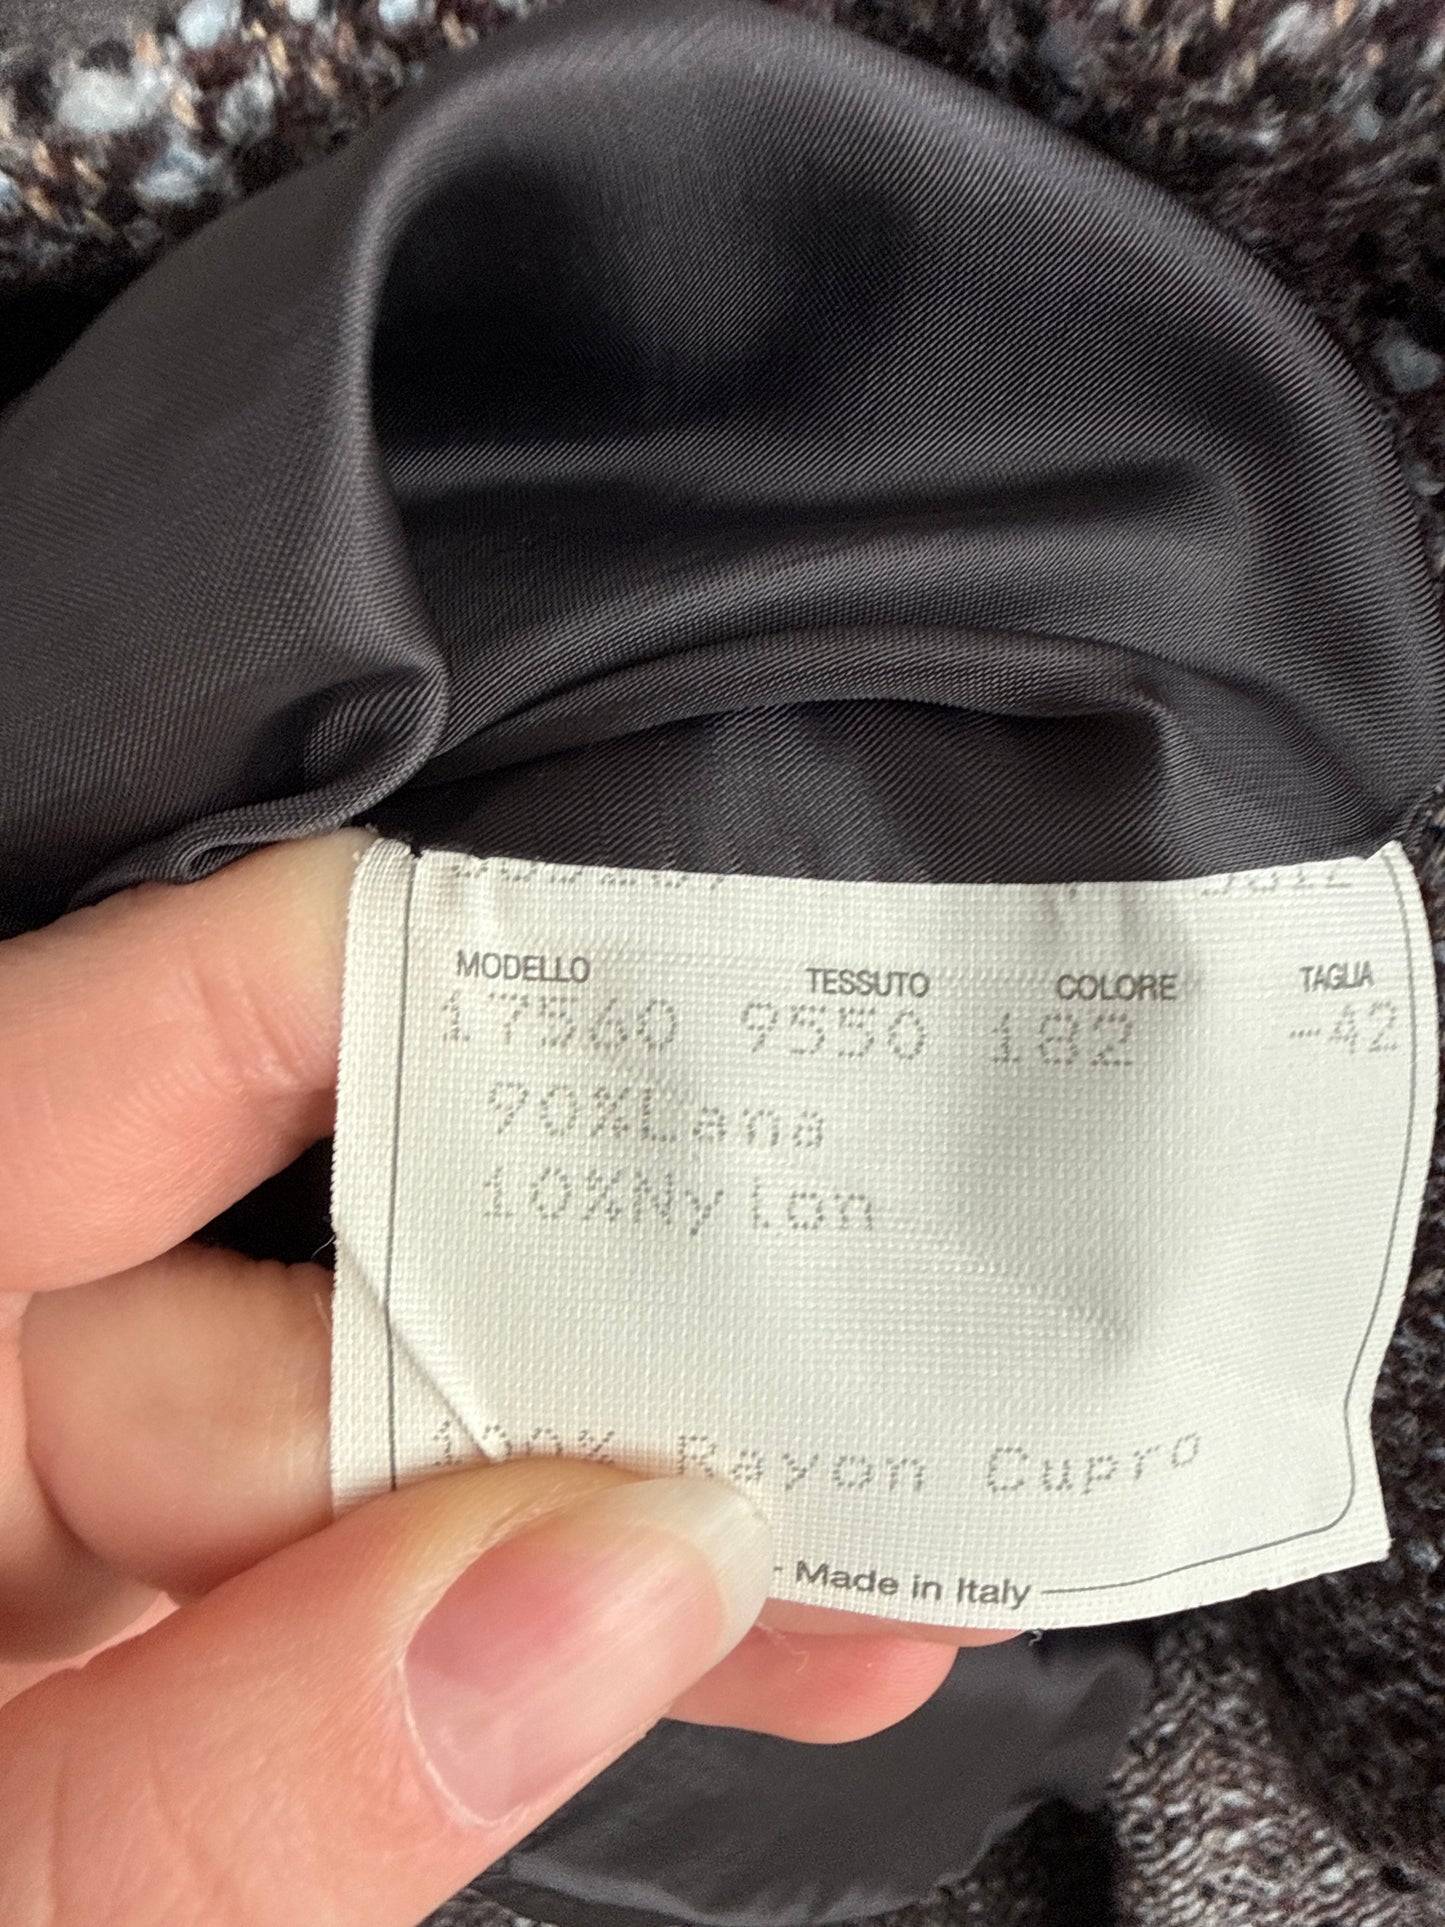 MODELLO TESSUTO COLORE TAGLIA
17560 9550 182 -42
90%Lana
10%Nylon
100% Rayon Cupro
Made in Italy